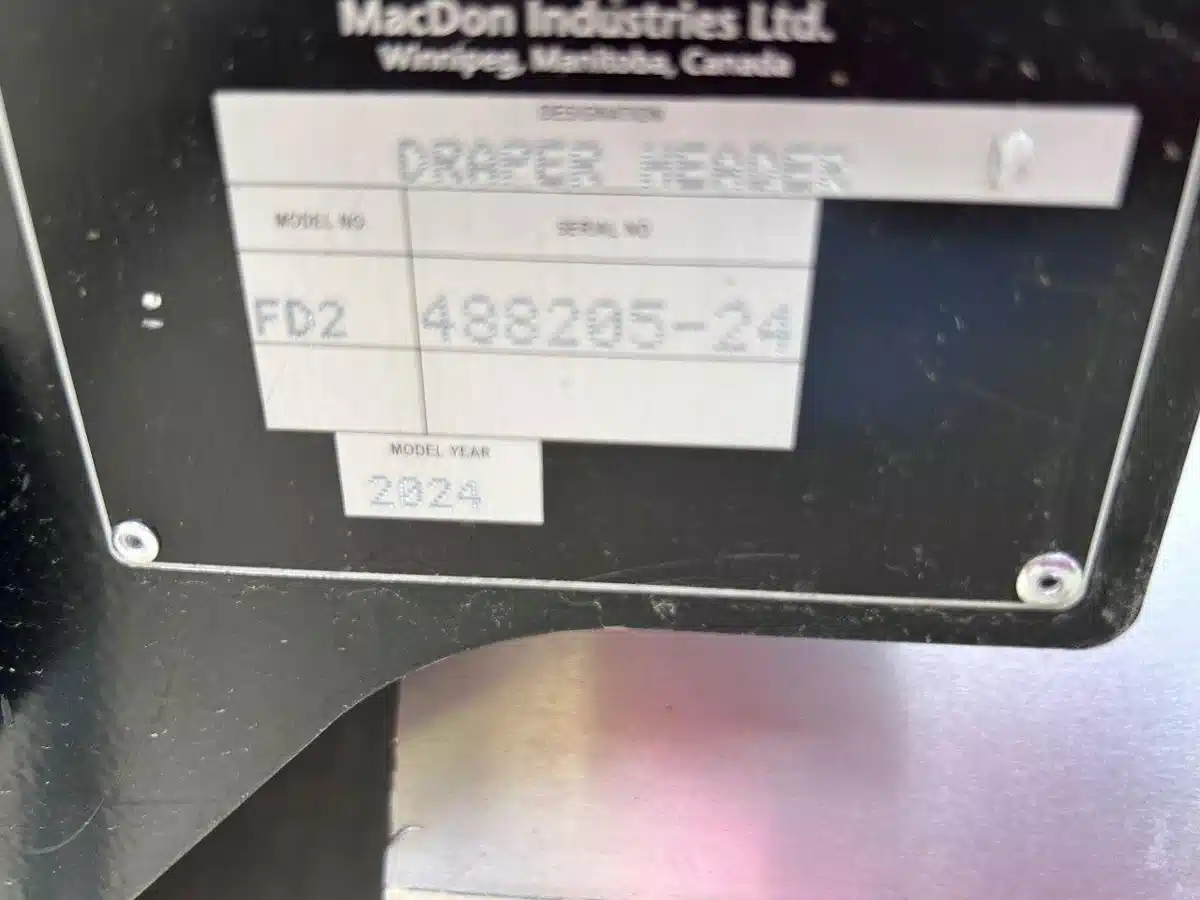 MacDon Industries Ltd.
Winnipeg, Manitoba, Canada
DESIGNATION
DRAPER HEADER
MODEL NO
SERIAL NO
FD2
488205-24
MODEL YEAR
2024